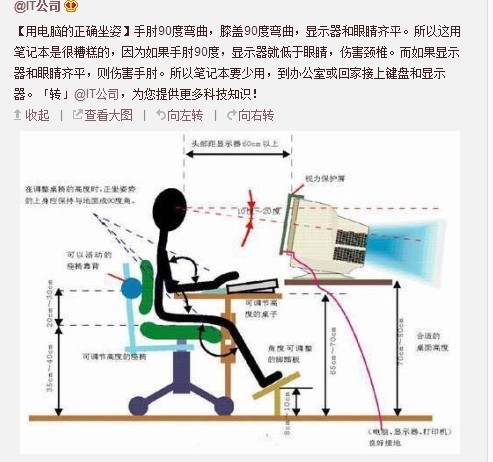 @IT公司
【用电脑的正确坐姿】手肘90度弯曲，膝盖90度弯曲，显示器和眼睛齐平。所以这用
笔记本是很糟糕的，因为如果手肘90度，显示器就低于眼睛，伤害颈椎。而如果显示
器和眼睛齐平，则伤害手肘。所以笔记本要少用，到办公室或回家接上键盘和显示
器。「转」@IT公司，为您提供更多科技知识！
收起 | 查看大图 向左转 | 向右转
头部距显示器60cm以上
视力保护屏
在调整桌椅的高度时，正坐姿势
的上身应保持与地面成90度角。
10度~20度
可以活动的
座椅靠背
可调节高
度的桌子
20cm~30cm
可调节高度的座椅
角度可调整
的脚踏板
合适的
桌面高度
35cm~40cm
65cm~70cm
8cm~10cm
（电脑、显示器、打印机）
良好接地